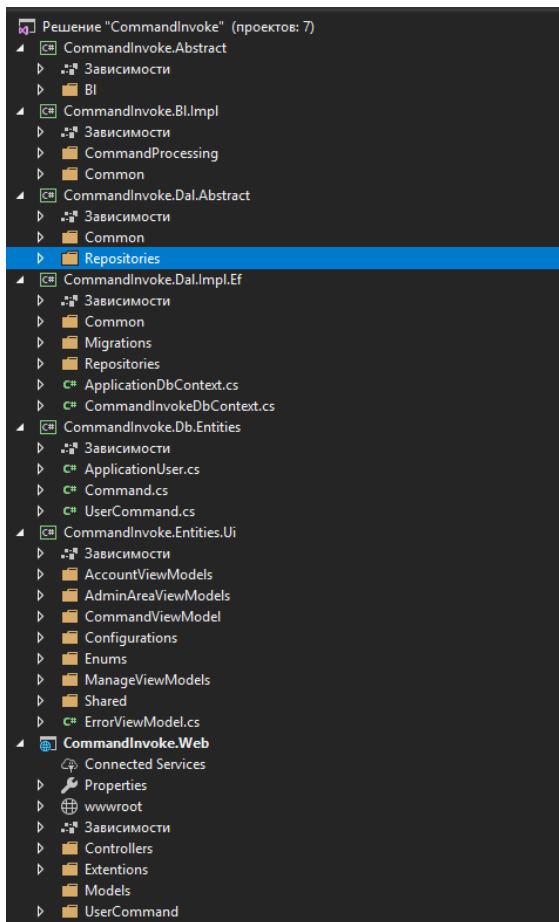 Решение "CommandInvoke" (проектов: 7)
C# CommandInvoke.Abstract
Зависимости
Bl
C# CommandInvoke.Bl.Impl
Зависимости
CommandProcessing
Common
C# CommandInvoke.Dal.Abstract
Зависимости
Common
Repositories
C# CommandInvoke.Dal.Impl.Ef
Зависимости
Common
Migrations
Repositories
C# ApplicationDbContext.cs
C# CommandInvokeDbContext.cs
C# CommandInvoke.Db.Entities
Зависимости
C# ApplicationUser.cs
C# Command.cs
C# UserCommand.cs
C# CommandInvoke.Entities.Ui
Зависимости
AccountViewModels
AdminAreaViewModels
CommandViewModel
Configurations
Enums
ManageViewModels
Shared
C# ErrorViewModel.cs
CommandInvoke.Web
Connected Services
Properties
wwwroot
Зависимости
Controllers
Extentions
Models
UserCommand